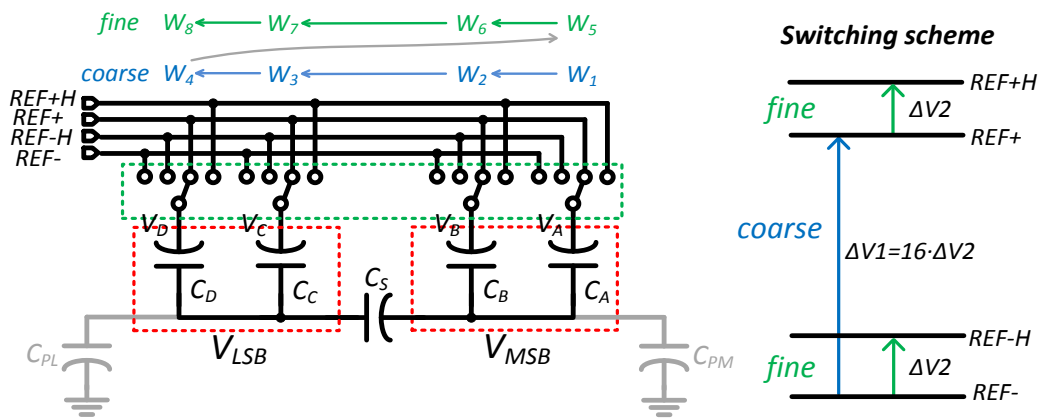 fine W8 W7 W6 W5
coarse W4 W3 W2 W1
REF+H
REF+
REF-H
REF-
VD VC VB VA
CD CC CS CB CA
CPL VLSB VMSB CPM
Switching scheme
REF+H
fine ΔV2
REF+
coarse
ΔV1=16·ΔV2
REF-H
fine ΔV2
REF-